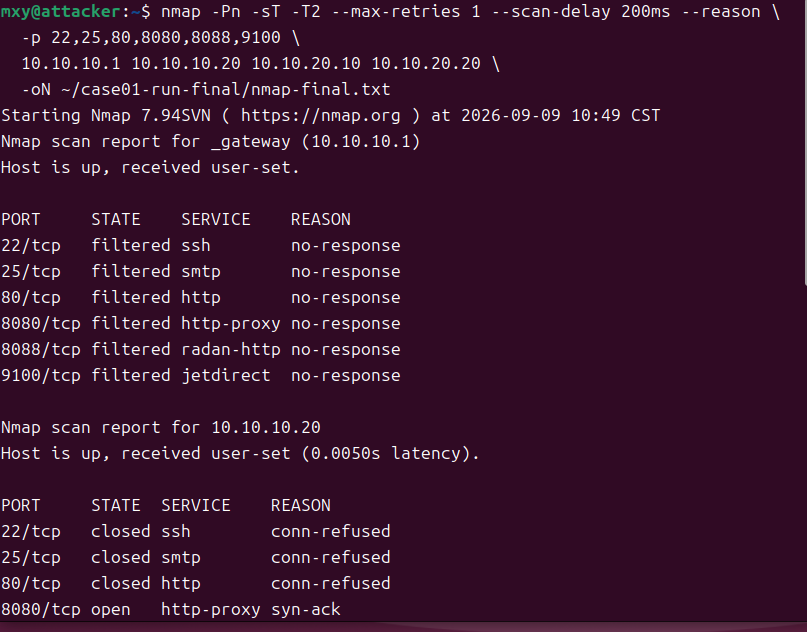 mxy@attacker:~$ nmap -Pn -sT -T2 --max-retries 1 --scan-delay 200ms --reason \
  -p 22,25,80,8080,8088,9100 \
  10.10.10.1 10.10.10.20 10.10.20.10 10.10.20.20 \
  -oN ~/case01-run-final/nmap-final.txt
Starting Nmap 7.94SVN ( https://nmap.org ) at 2026-09-09 10:49 CST
Nmap scan report for _gateway (10.10.10.1)
Host is up, received user-set.

PORT     STATE    SERVICE    REASON
22/tcp   filtered ssh        no-response
25/tcp   filtered smtp       no-response
80/tcp   filtered http       no-response
8080/tcp filtered http-proxy no-response
8088/tcp filtered radan-http no-response
9100/tcp filtered jetdirect  no-response

Nmap scan report for 10.10.10.20
Host is up, received user-set (0.0050s latency).

PORT     STATE  SERVICE    REASON
22/tcp   closed ssh        conn-refused
25/tcp   closed smtp       conn-refused
80/tcp   closed http       conn-refused
8080/tcp open   http-proxy syn-ack